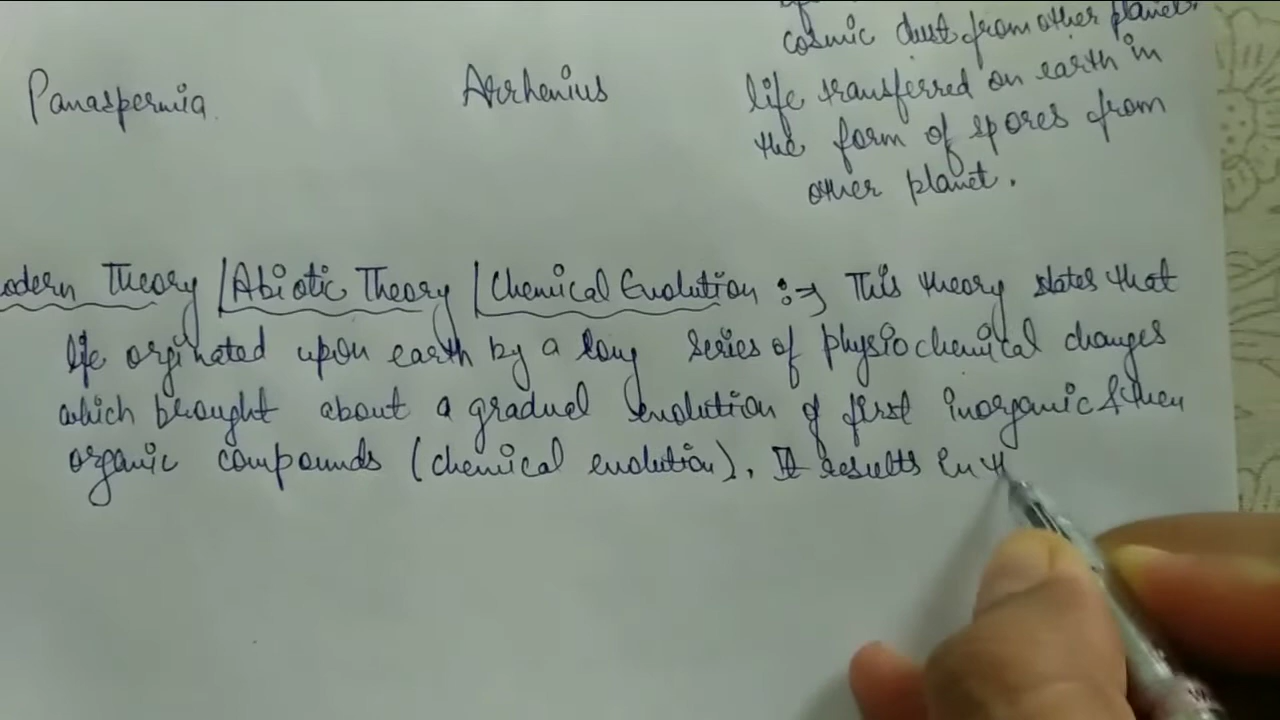 cosmic dust from other planet.
Panaspermia Arrhenius life transferred on earth in
the form of spores from
other planet.
odern Theory / Abiotic Theory / Chemical Evolution :→ This theory states that
life orginated upon earth by a long series of physiochemical changes
which brought about a gradual evolution of first inorganic & then
organic compounds (chemical evolution). It results in